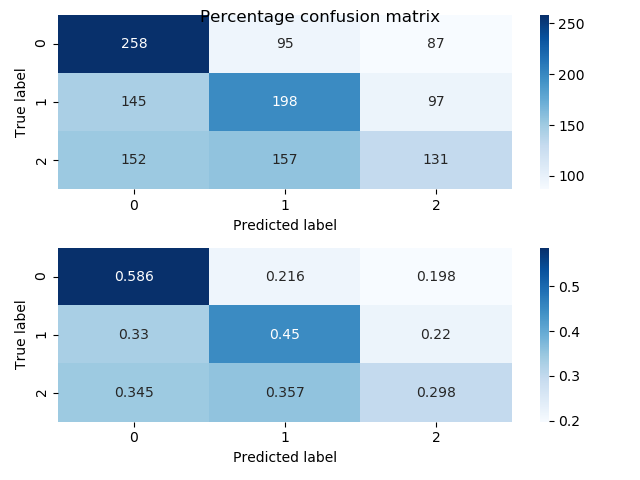 Percentage confusion matrix
0 258 95 87
1 145 198 97
2 152 157 131
0 1 2
Predicted label
True label
250
200
150
100
0 0.586 0.216 0.198
1 0.33 0.45 0.22
2 0.345 0.357 0.298
0 1 2
Predicted label
True label
0.5
0.4
0.3
0.2